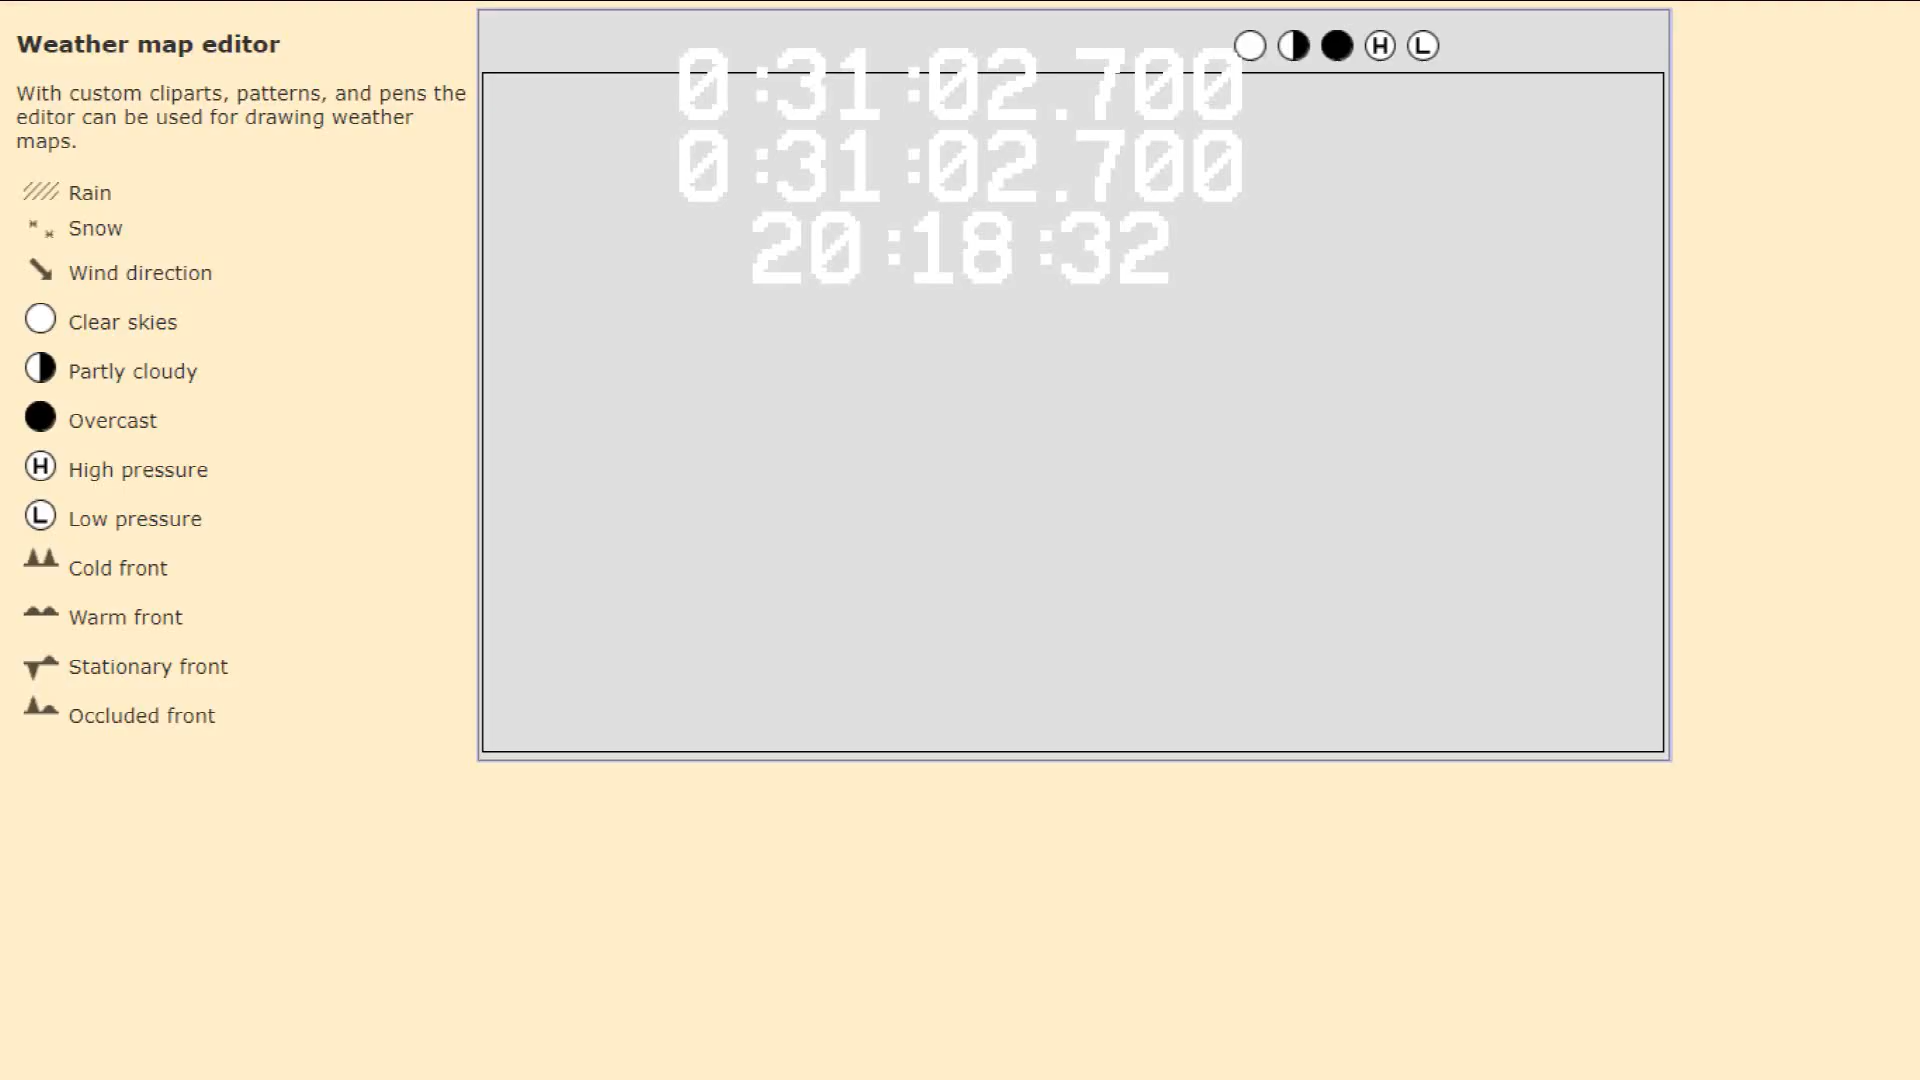 Weather map editor
With custom cliparts, patterns, and pens the
editor can be used for drawing weather
maps.
Rain
Snow
Wind direction
Clear skies
Partly cloudy
Overcast
H High pressure
L Low pressure
Cold front
Warm front
Stationary front
Occluded front
H L
0:31:02.700
0:31:02.700
20:18:32